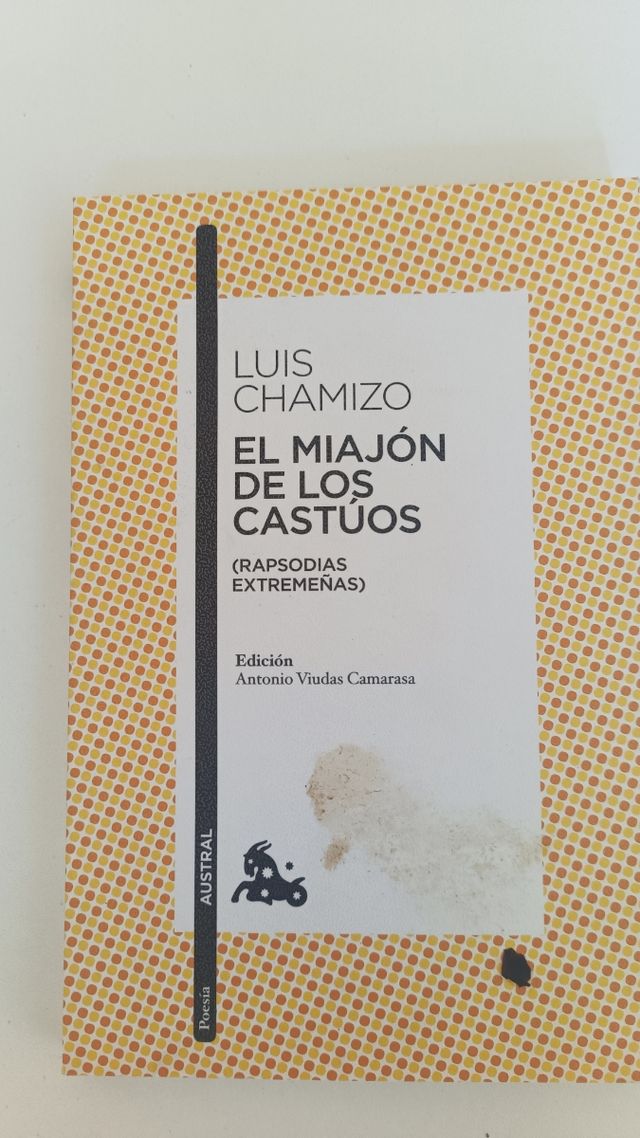 LUIS
CHAMIZO
EL MIAJÓN
DE LOS
CASTÚOS
(RAPSODIAS
EXTREMEÑAS)
Edición
Antonio Viudas Camarasa
AUSTRAL
Poesía